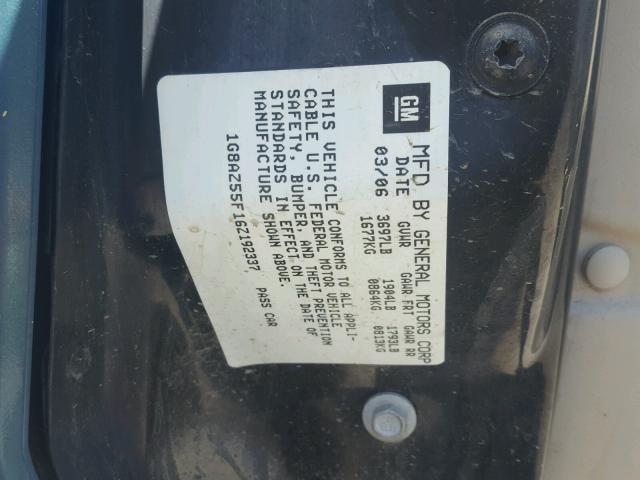 GM MFD BY GENERAL MOTORS CORP
DATE GVWR GAWR FRT GAWR RR
03/06 3697LB 1904LB 1793LB
1677KG 0864KG 0813KG
THIS VEHICLE CONFORMS TO ALL APPLI-
CABLE U.S. FEDERAL MOTOR VEHICLE
SAFETY, BUMPER, AND THEFT PREVENTION
STANDARDS IN EFFECT ON THE DATE OF
MANUFACTURE SHOWN ABOVE.
1G8AZ55F16Z192337 PASS CAR